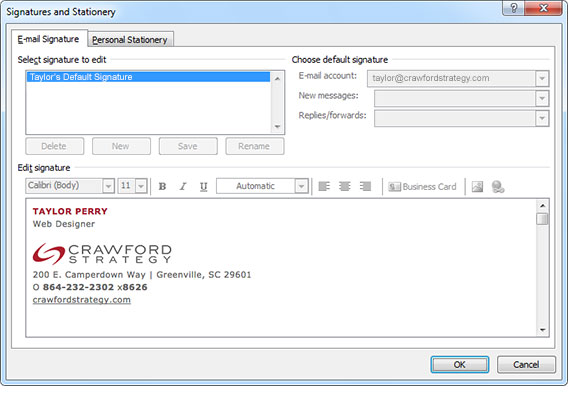 Signatures and Stationery
E-mail Signature
Personal Stationery
Select signature to edit
Choose default signature
Taylor's Default Signature
E-mail account:
taylor@crawfordstrategy.com
New messages:
Replies/forwards:
Delete
New
Save
Rename
Edit signature
Calibri (Body)
11
B
I
U
Automatic
Business Card
TAYLOR PERRY
Web Designer
CRAWFORD
STRATEGY
200 E. Camperdown Way | Greenville, SC 29601
O 864-232-2302 x8626
crawfordstrategy.com
OK
Cancel